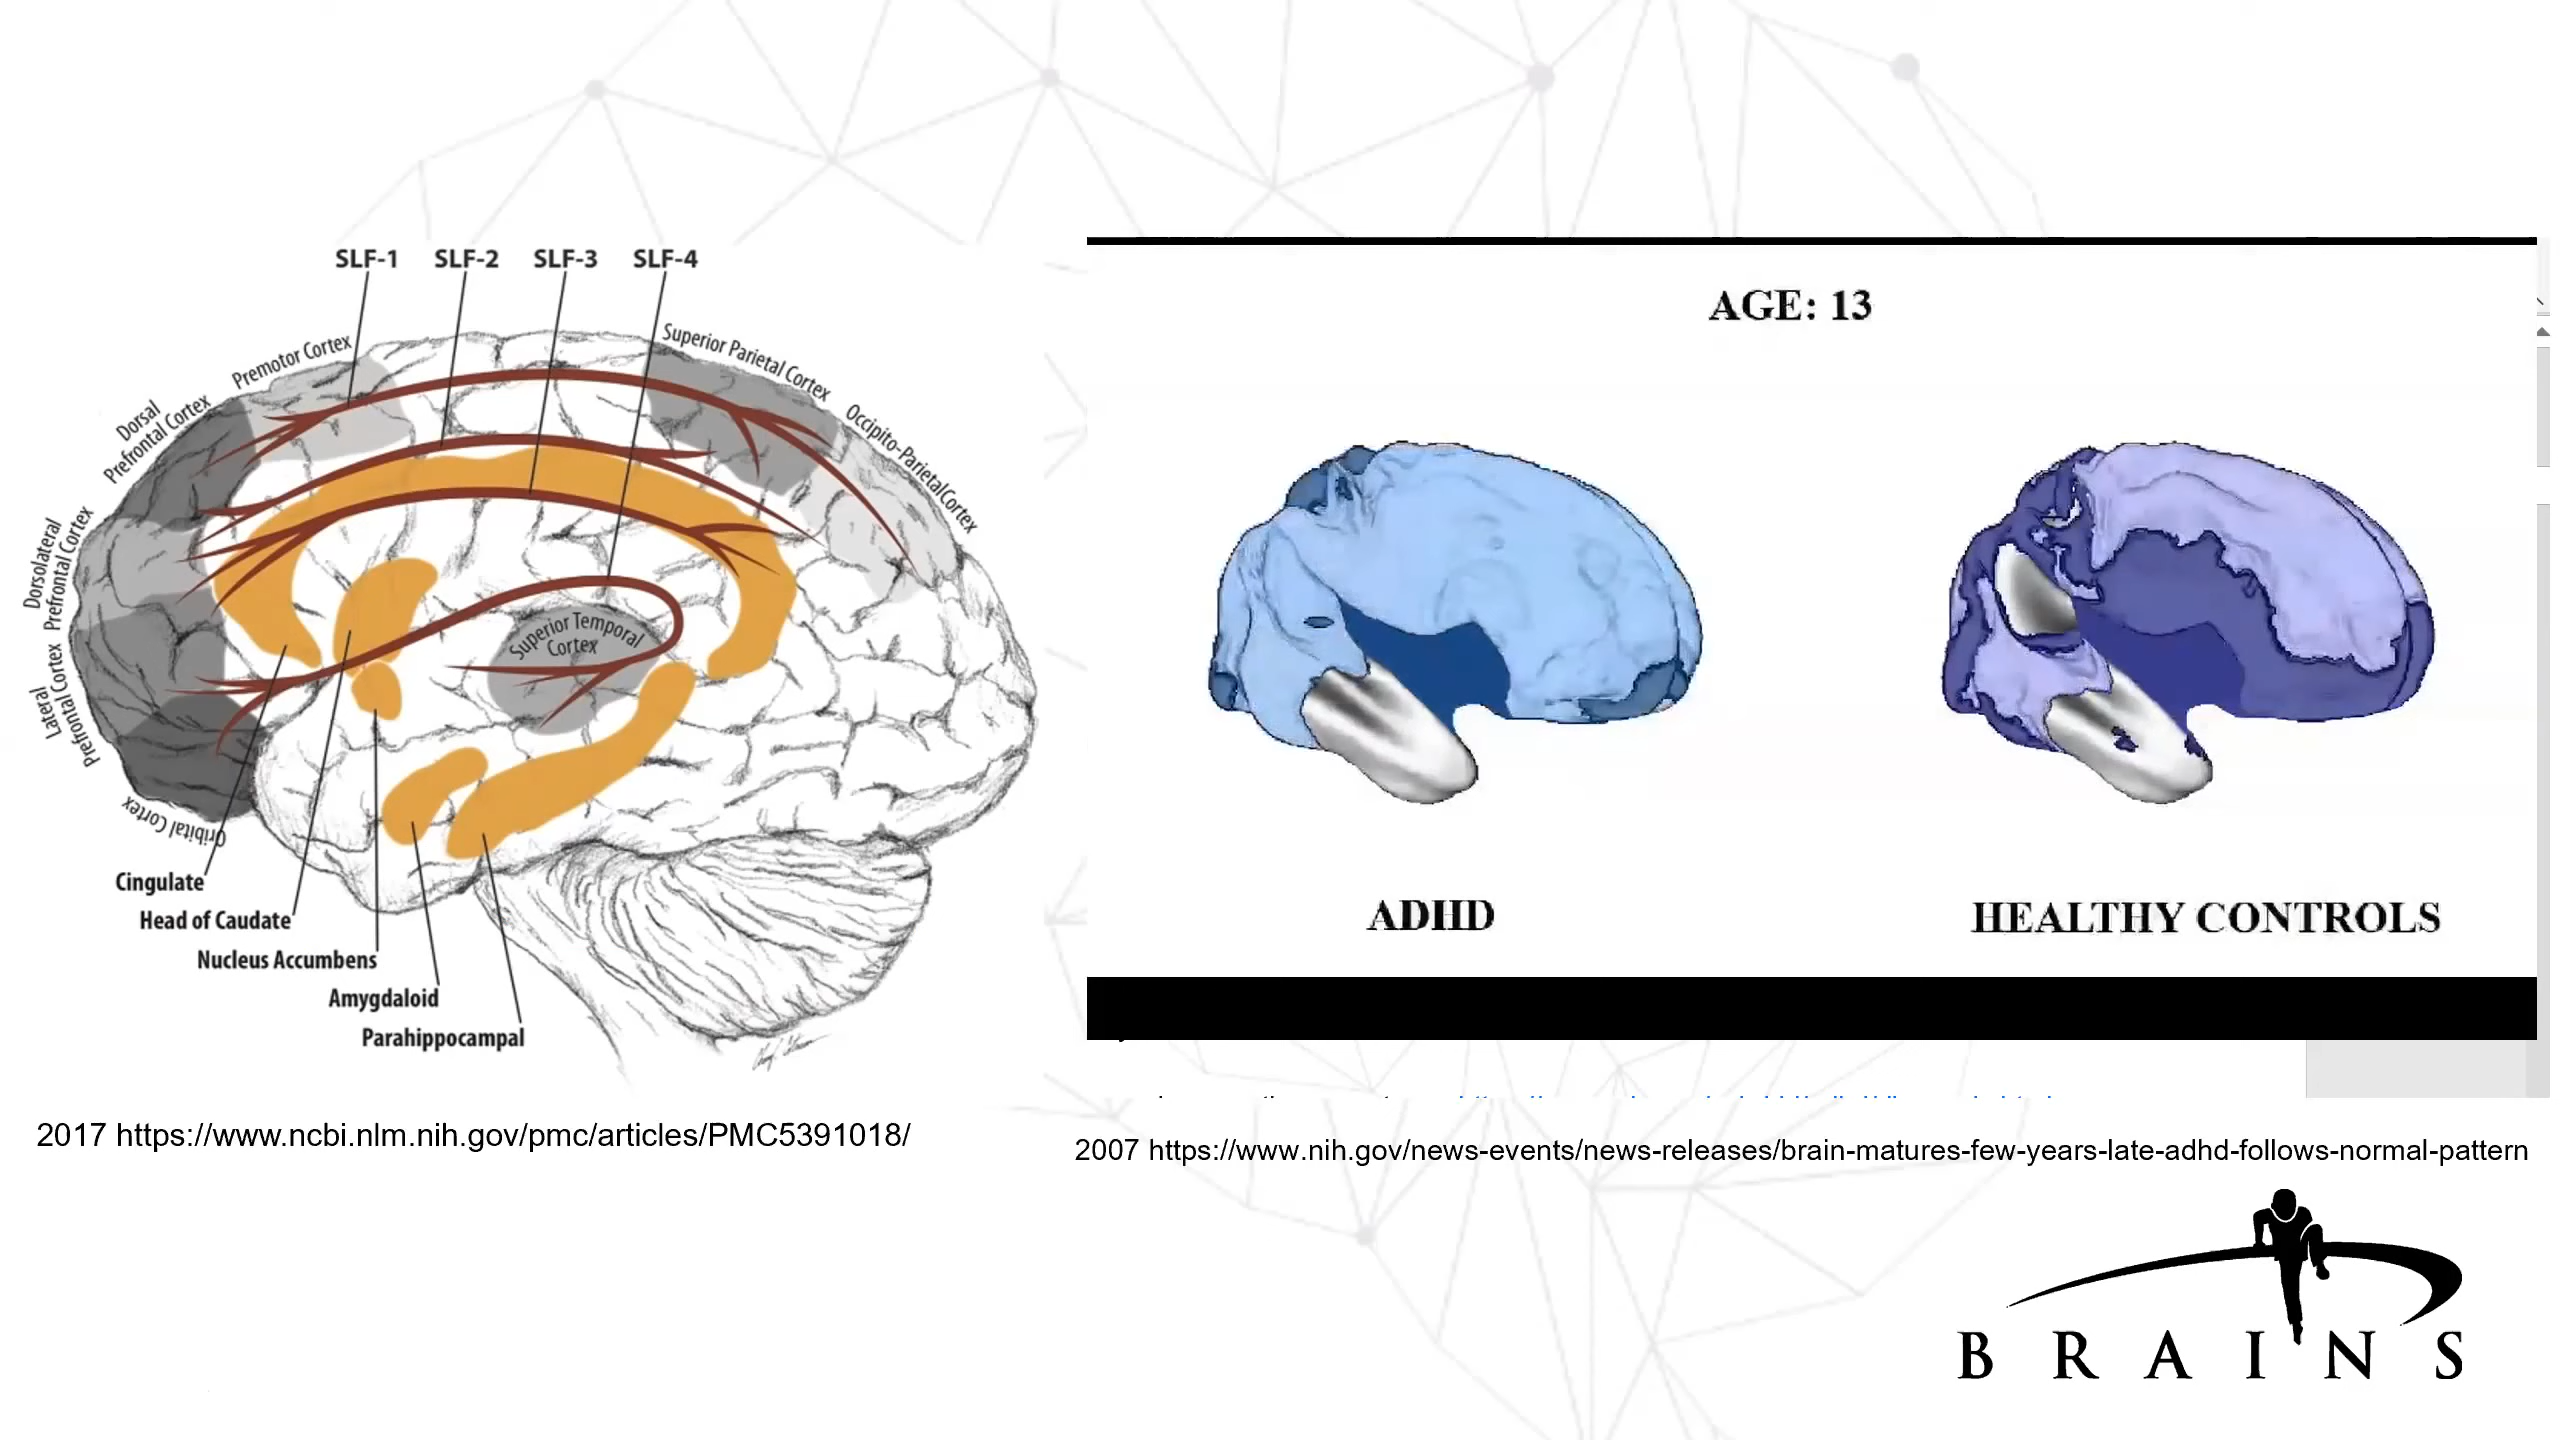 SLF-1 SLF-2 SLF-3 SLF-4
Premotor Cortex
Superior Parietal Cortex
Dorsal
Prefrontal Cortex
Occipito-ParietalCortex
Dorsolateral
Prefrontal Cortex
Superior Temporal
Cortex
Lateral
Prefrontal Cortex
Oribital Cortex
Cingulate
Head of Caudate
Nucleus Accumbens
Amygdaloid
Parahippocampal
2017 https://www.ncbi.nlm.nih.gov/pmc/articles/PMC5391018/
AGE: 13
ADHD
HEALTHY CONTROLS
2007 https://www.nih.gov/news-events/news-releases/brain-matures-few-years-late-adhd-follows-normal-pattern
BRAINS